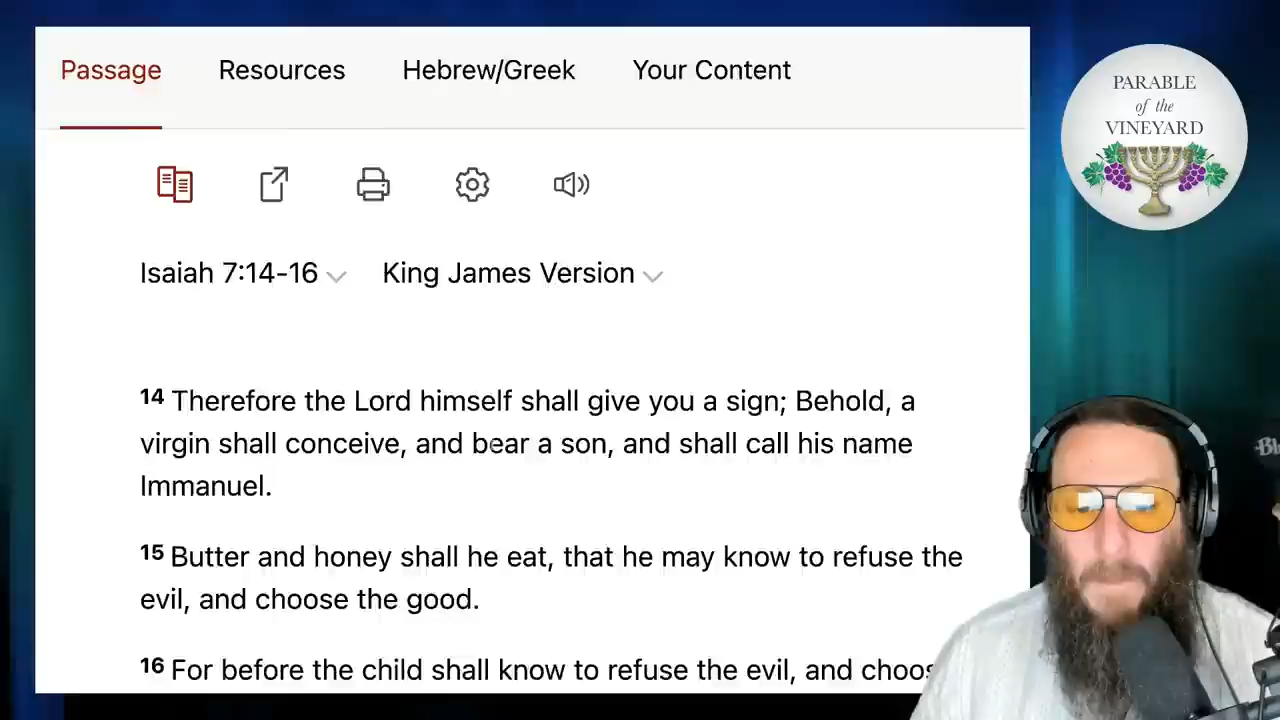 Passage Resources Hebrew/Greek Your Content
PARABLE
of the
VINEYARD
Isaiah 7:14-16 King James Version
14 Therefore the Lord himself shall give you a sign; Behold, a
virgin shall conceive, and bear a son, and shall call his name
Immanuel.
15 Butter and honey shall he eat, that he may know to refuse the
evil, and choose the good.
16 For before the child shall know to refuse the evil, and